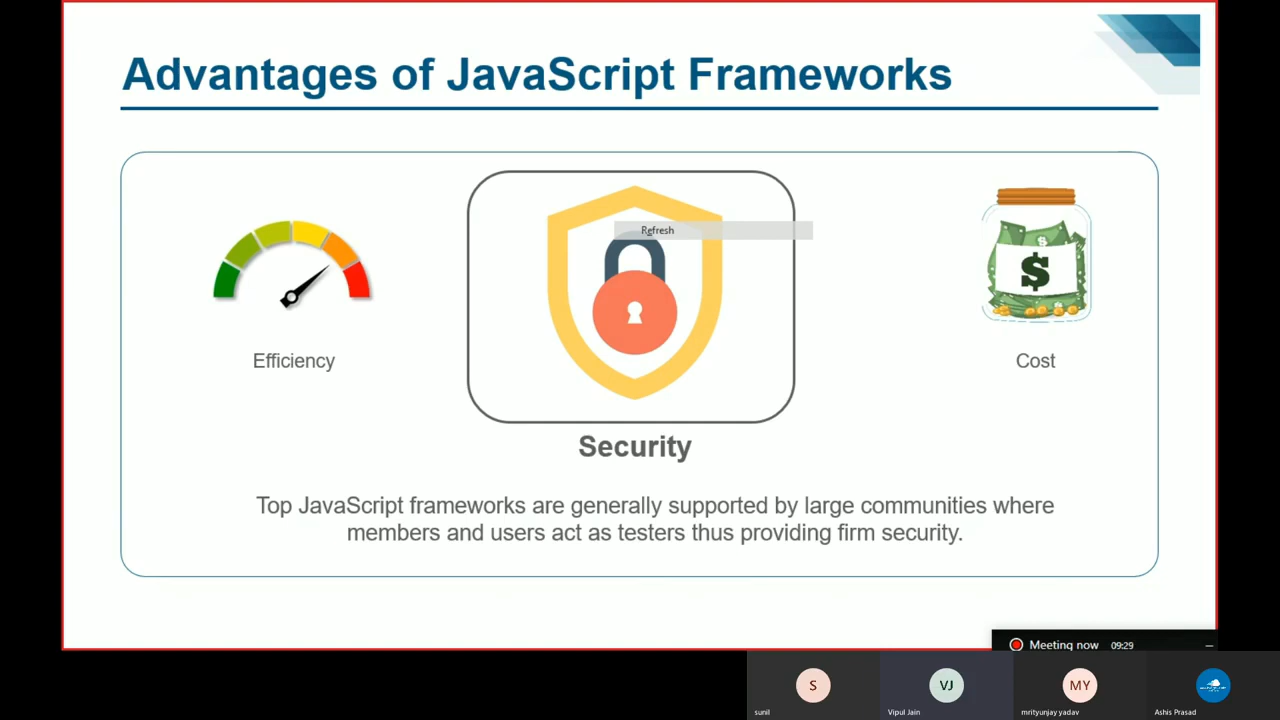 Advantages of JavaScript Frameworks
Refresh
$
$
Efficiency
Cost
Security
Top JavaScript frameworks are generally supported by large communities where
members and users act as testers thus providing firm security.
Meeting now 09:29
S
VJ
MY
sunil
Vipul Jain
mrityunjay yadav
Ashis Prasad